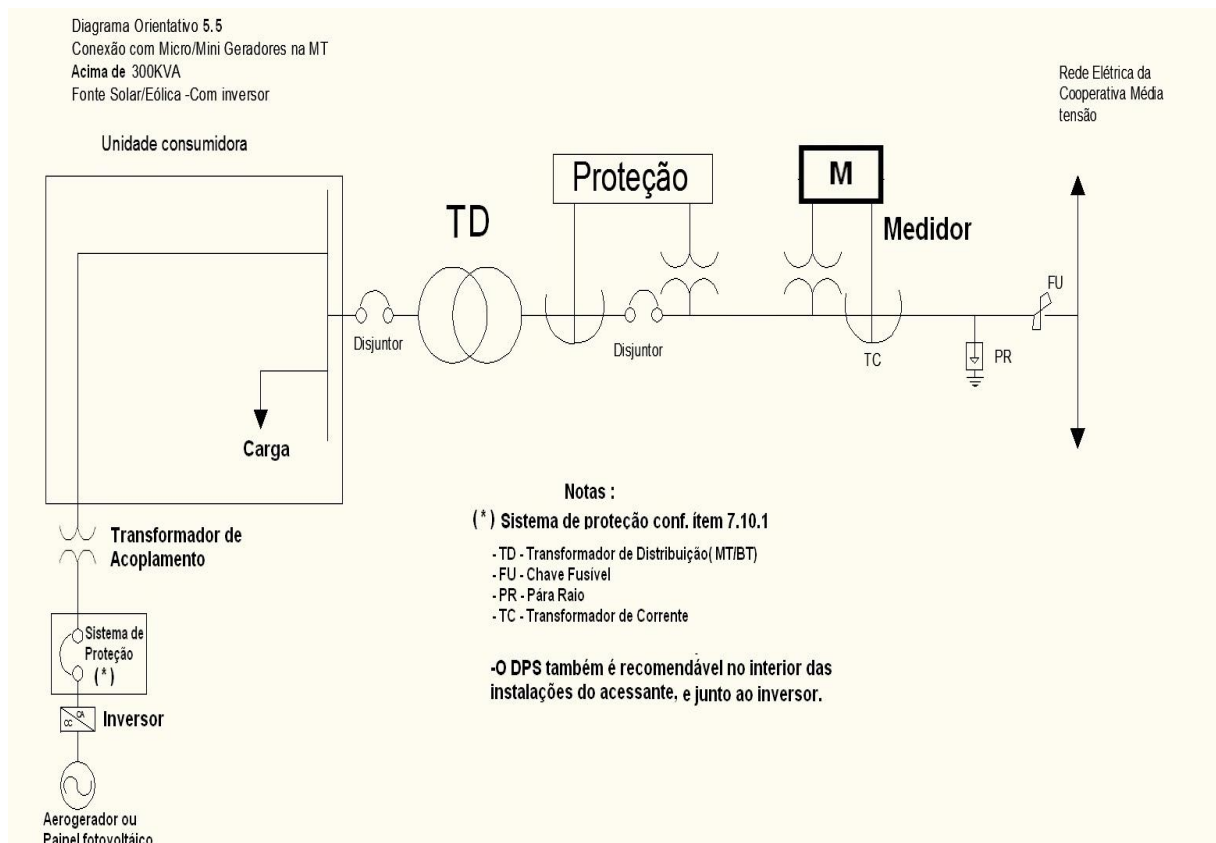 Diagrama Orientativo 5.5
Conexão com Micro/Mini Geradores na MT
Acima de 300KVA
Fonte Solar/Eólica -Com inversor
Rede Elétrica da
Cooperativa Média
tensão
Unidade consumidora
Proteção
M
TD
Medidor
FU
Disjuntor
Disjuntor
TC
PR
Carga
Notas :
(*) Sistema de proteção conf. ítem 7.10.1
- TD - Transformador de Distribuição( MT/BT)
- FU - Chave Fusível
- PR - Pára Raio
- TC - Transformador de Corrente
-O DPS também é recomendável no interior das
instalações do acessante, e junto ao inversor.
Transformador de
Acoplamento
Sistema de
Proteção
(*)
CA
CC
Inversor
Aerogerador ou
Painel fotovoltáico